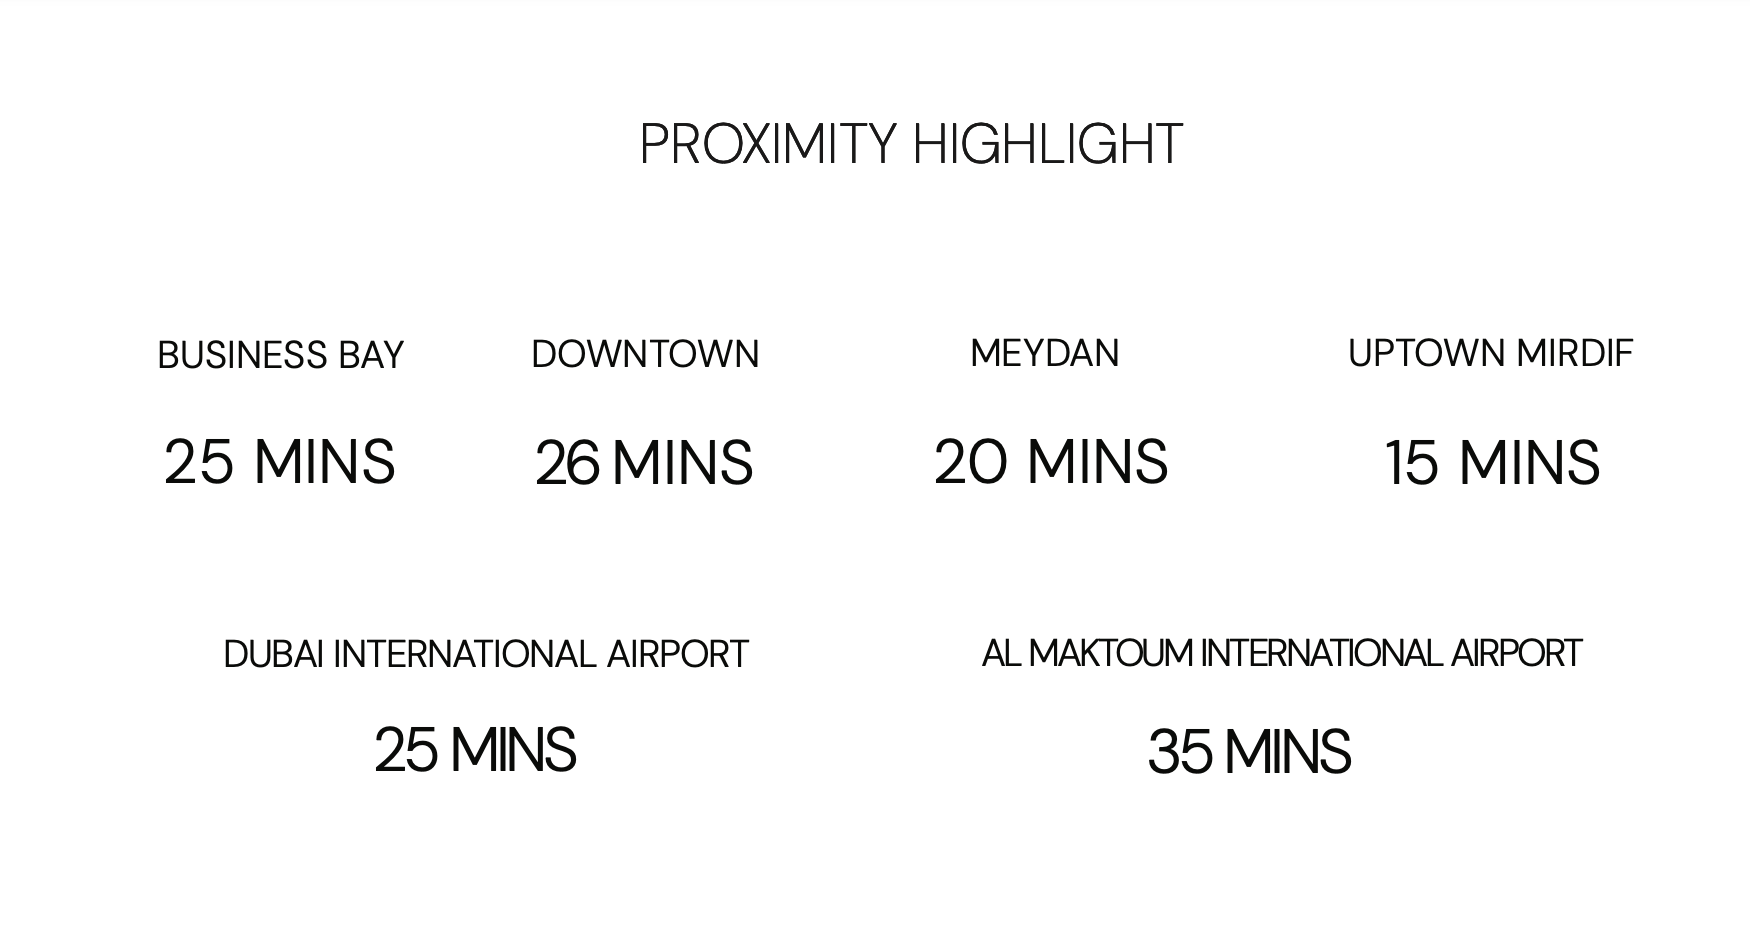 PROXIMITY HIGHLIGHT
BUSINESS BAY
DOWNTOWN
MEYDAN
UPTOWN MIRDIF
25 MINS
26 MINS
20 MINS
15 MINS
DUBAI INTERNATIONAL AIRPORT
AL MAKTOUM INTERNATIONAL AIRPORT
25 MINS
35 MINS